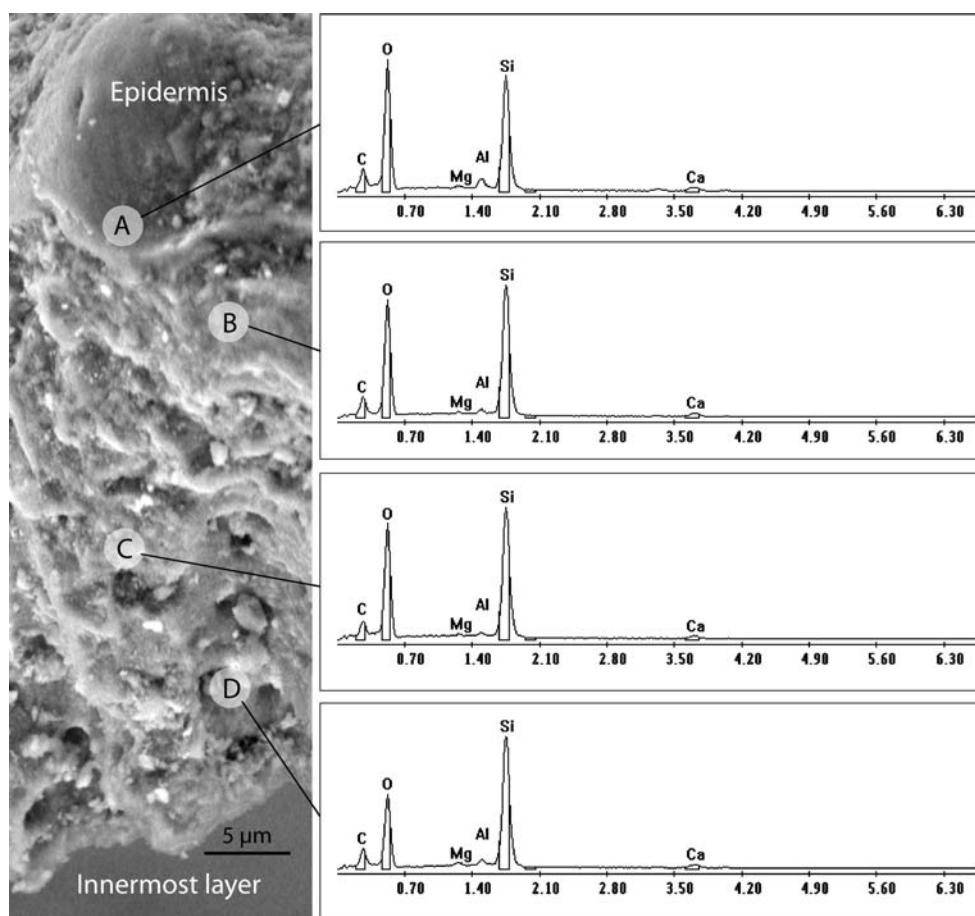 Epidermis
A
B
C
D
5 µm
Innermost layer
O
Si
C
Al
Mg
Ca
0.70 1.40 2.10 2.80 3.50 4.20 4.90 5.60 6.30
Si
O
C
Al
Mg
Ca
0.70 1.40 2.10 2.80 3.50 4.20 4.90 5.60 6.30
Si
O
C
Al
Mg
Ca
0.70 1.40 2.10 2.80 3.50 4.20 4.90 5.60 6.30
Si
O
C
Al
Mg
Ca
0.70 1.40 2.10 2.80 3.50 4.20 4.90 5.60 6.30